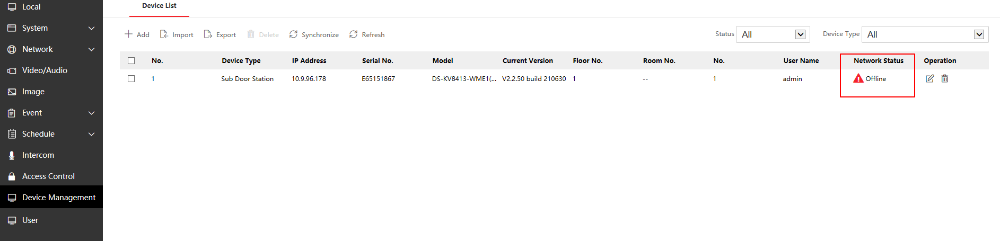 Local
System
Network
Video/Audio
Image
Event
Schedule
Intercom
Access Control
Device Management
User
Device List
Add Import Export Delete Synchronize Refresh Status All Device Type All
No. Device Type IP Address Serial No. Model Current Version Floor No. Room No. No. User Name Network Status Operation
1 Sub Door Station 10.9.96.178 E65151867 DS-KV8413-WME1(... V2.2.50 build 210630 1 -- 1 admin Offline